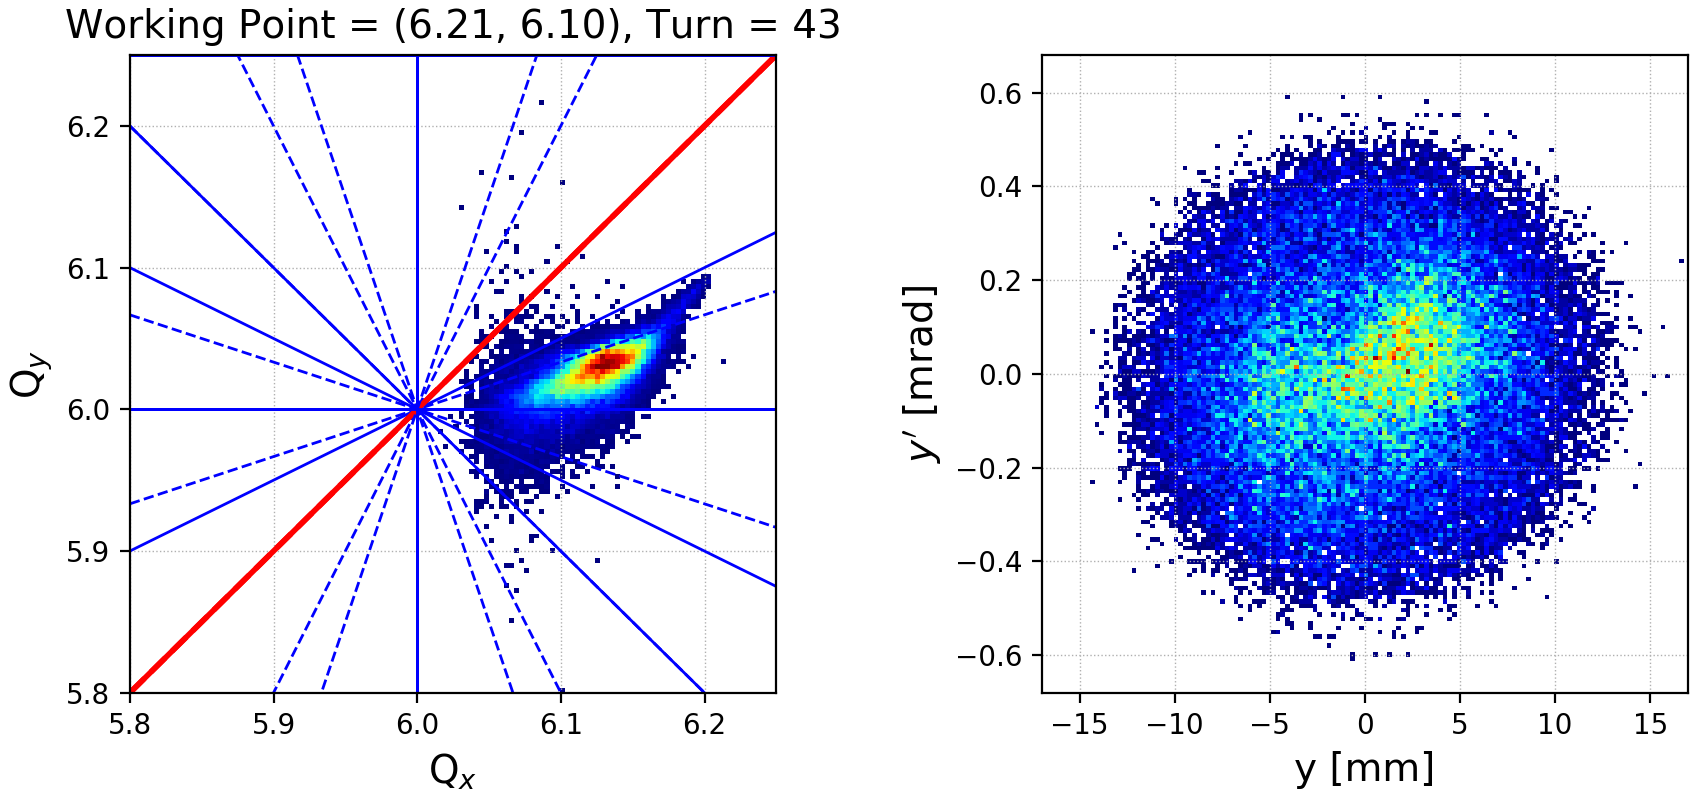 Working Point = (6.21, 6.10), Turn = 43
6.2
6.1
6.0
5.9
5.8
Q_y
5.8 5.9 6.0 6.1 6.2
Q_x
0.6
0.4
0.2
0.0
−0.2
−0.4
−0.6
y′ [mrad]
−15 −10 −5 0 5 10 15
y [mm]